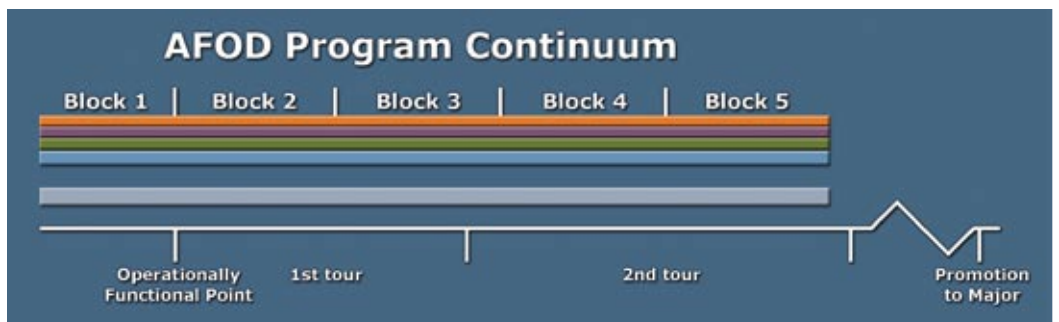 AFOD Program Continuum
Block 1 Block 2 Block 3 Block 4 Block 5
Operationally
Functional Point
1st tour
2nd tour
Promotion
to Major